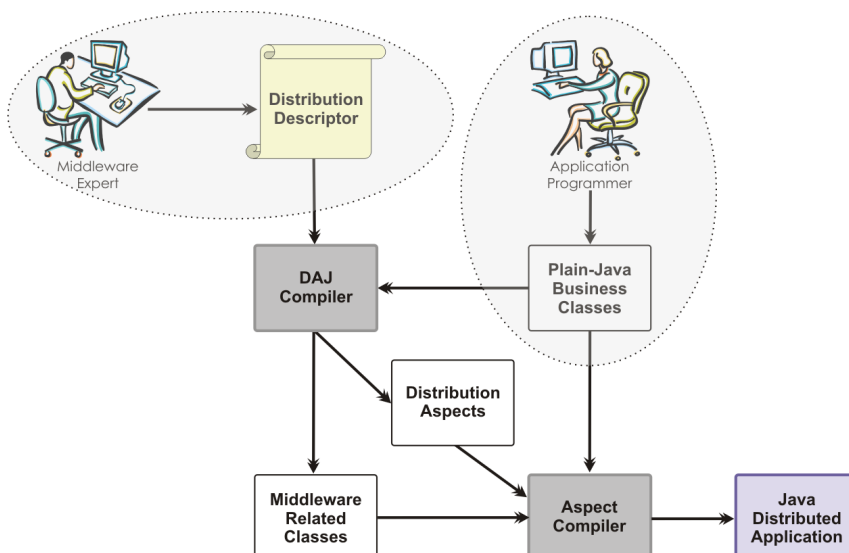 Distribution
Descriptor
Middleware
Expert
Application
Programmer
DAJ
Compiler
Plain-Java
Business
Classes
Distribution
Aspects
Middleware
Related
Classes
Aspect
Compiler
Java
Distributed
Application